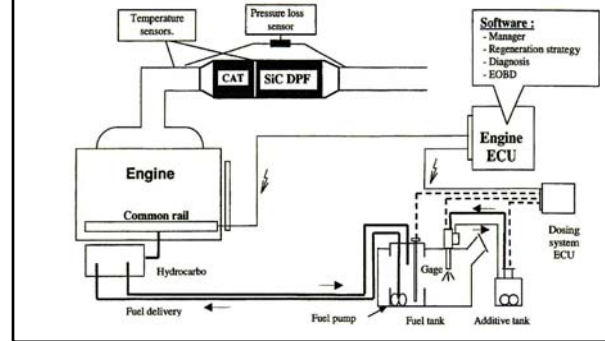 Temperature
sensors.
Pressure loss
sensor
Software :
- Manager
- Regeneration strategy
- Diagnosis
- EOBD
CAT
SiC DPF
Engine
ECU
Engine
Common rail
Hydrocarbo
Dosing
system
ECU
Gage
Fuel delivery
Fuel pump
Fuel tank
Additive tank